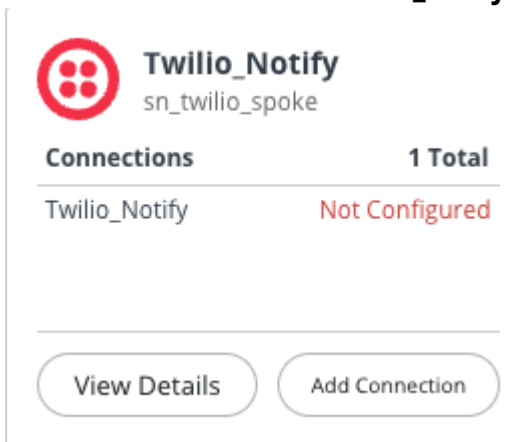 Twilio_Notify
sn_twilio_spoke
Connections 1 Total
Twilio_Notify Not Configured
View Details Add Connection